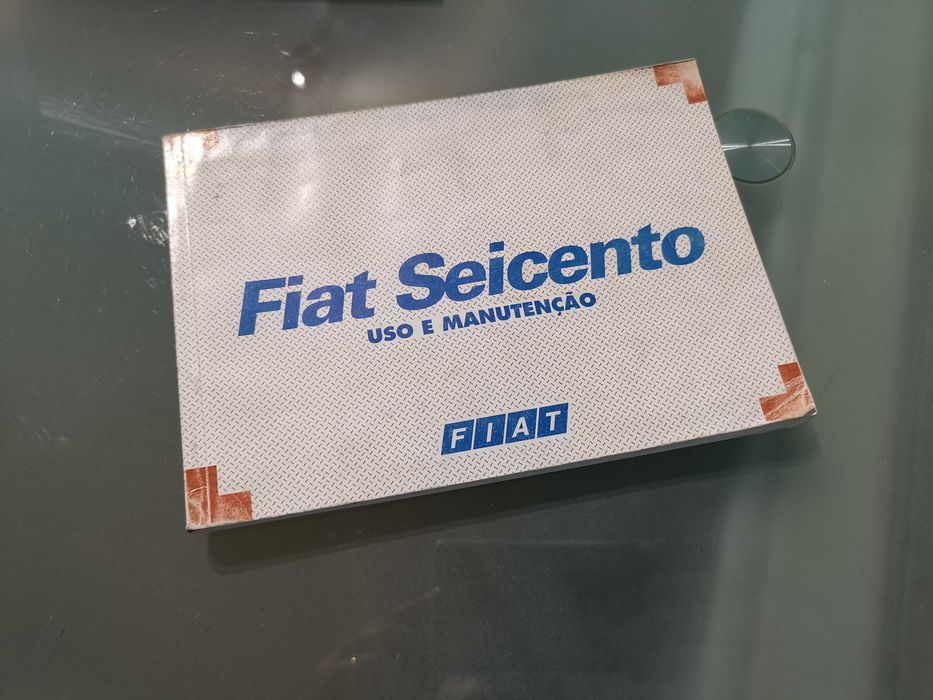 Fiat Seicento
USO E MANUTENÇÃO
FIAT